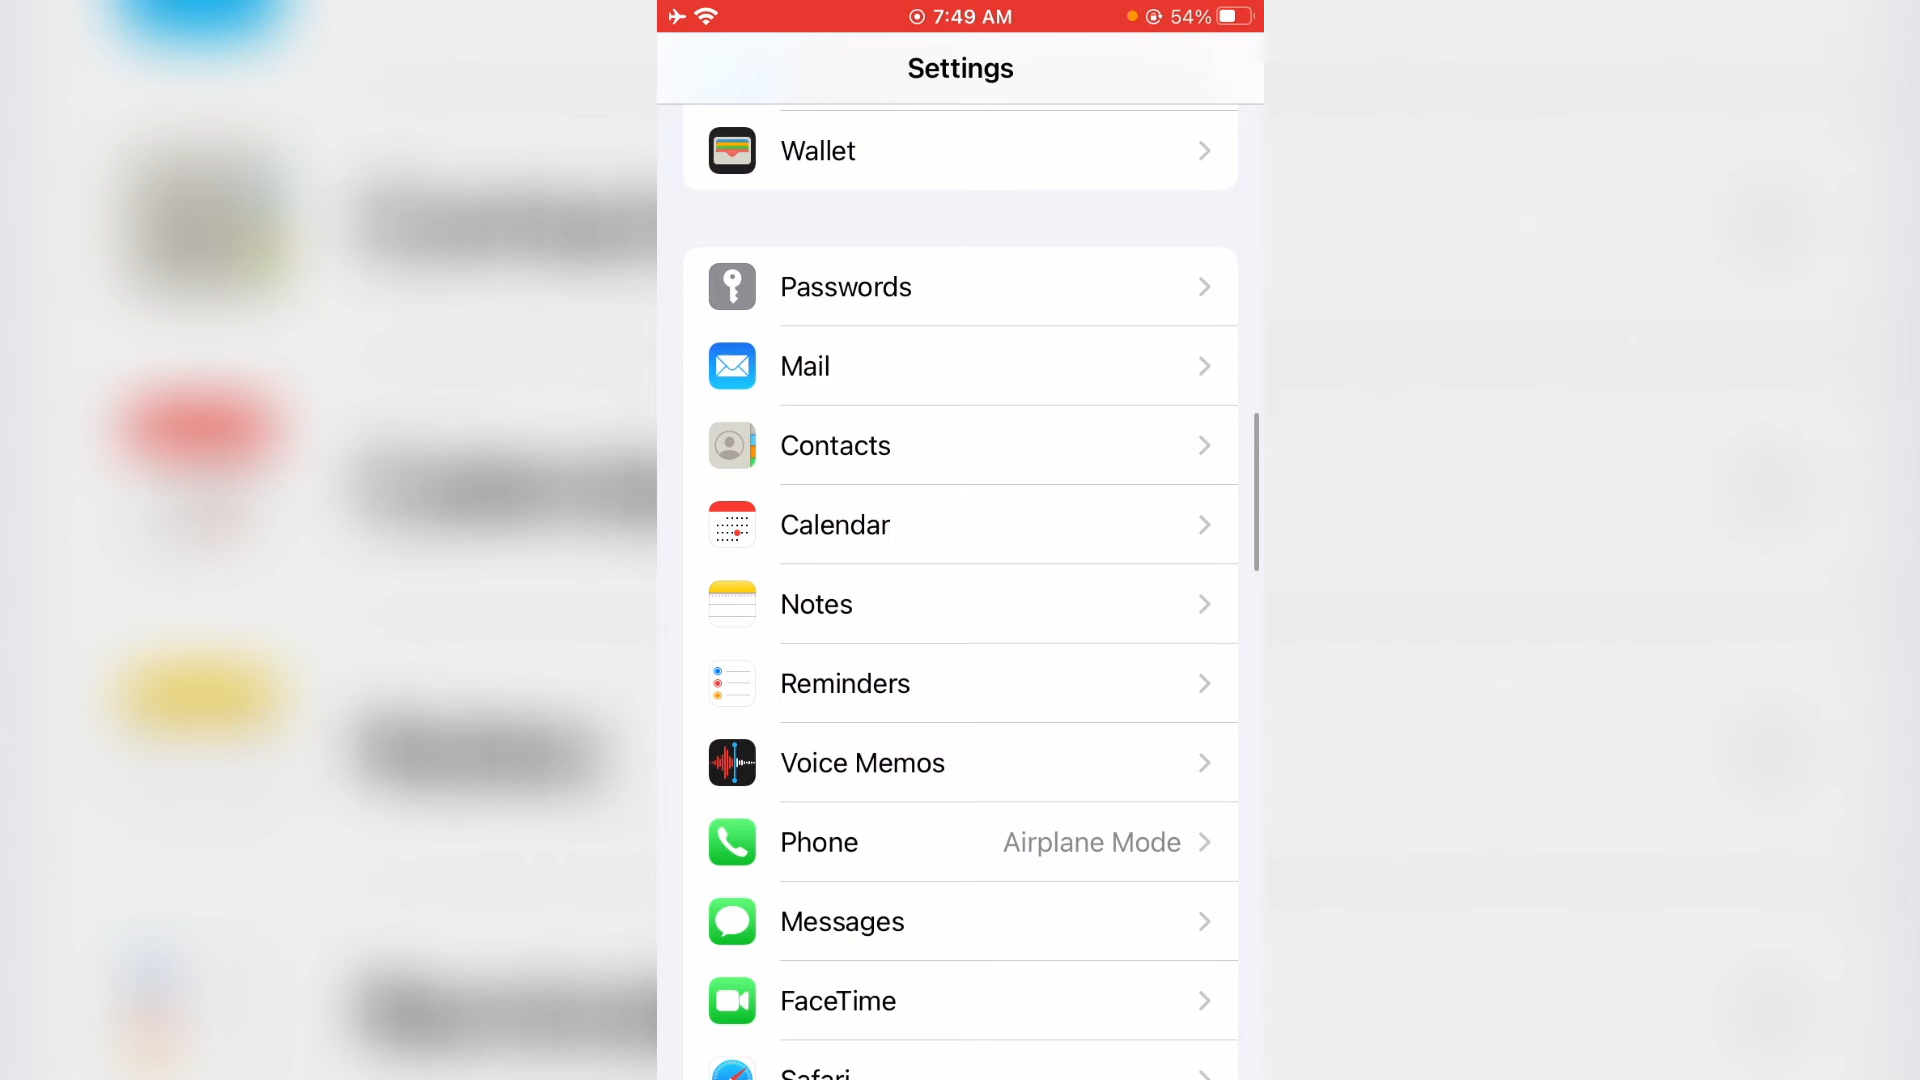 7:49 AM
54%
Settings
Wallet
Passwords
Mail
Contacts
Calendar
Notes
Reminders
Voice Memos
Phone Airplane Mode
Messages
FaceTime
Safari